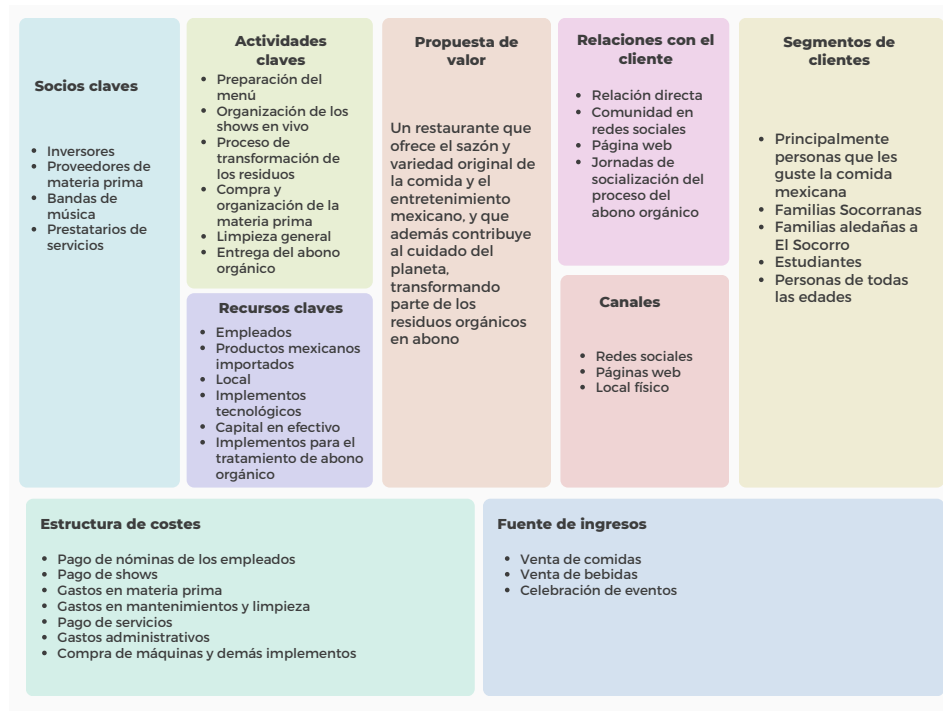 Socios claves
• Inversores
• Proveedores de
materia prima
• Bandas de
música
• Prestatarios de
servicios
Actividades
claves
• Preparación del
menú
• Organización de los
shows en vivo
• Proceso de
transformación de
los residuos
• Compra y
organización de la
materia prima
• Limpieza general
• Entrega del abono
orgánico
Recursos claves
• Empleados
• Productos mexicanos
importados
• Local
• Implementos
tecnológicos
• Capital en efectivo
• Implementos para el
tratamiento de abono
orgánico
Propuesta de
valor
Un restaurante que
ofrece el sazón y
variedad original de
la comida y el
entretenimiento
mexicano, y que
además contribuye
al cuidado del
planeta,
transformando
parte de los
residuos orgánicos
en abono
Relaciones con el
cliente
• Relación directa
• Comunidad en
redes sociales
• Página web
• Jornadas de
socialización del
proceso del
abono orgánico
Canales
• Redes sociales
• Páginas web
• Local físico
Segmentos de
clientes
• Principalmente
personas que les
guste la comida
mexicana
• Familias Socorranas
• Familias aledañas a
El Socorro
• Estudiantes
• Personas de todas
las edades
Estructura de costes
• Pago de nóminas de los empleados
• Pago de shows
• Gastos en materia prima
• Gastos en mantenimientos y limpieza
• Pago de servicios
• Gastos administrativos
• Compra de máquinas y demás implementos
Fuente de ingresos
• Venta de comidas
• Venta de bebidas
• Celebración de eventos